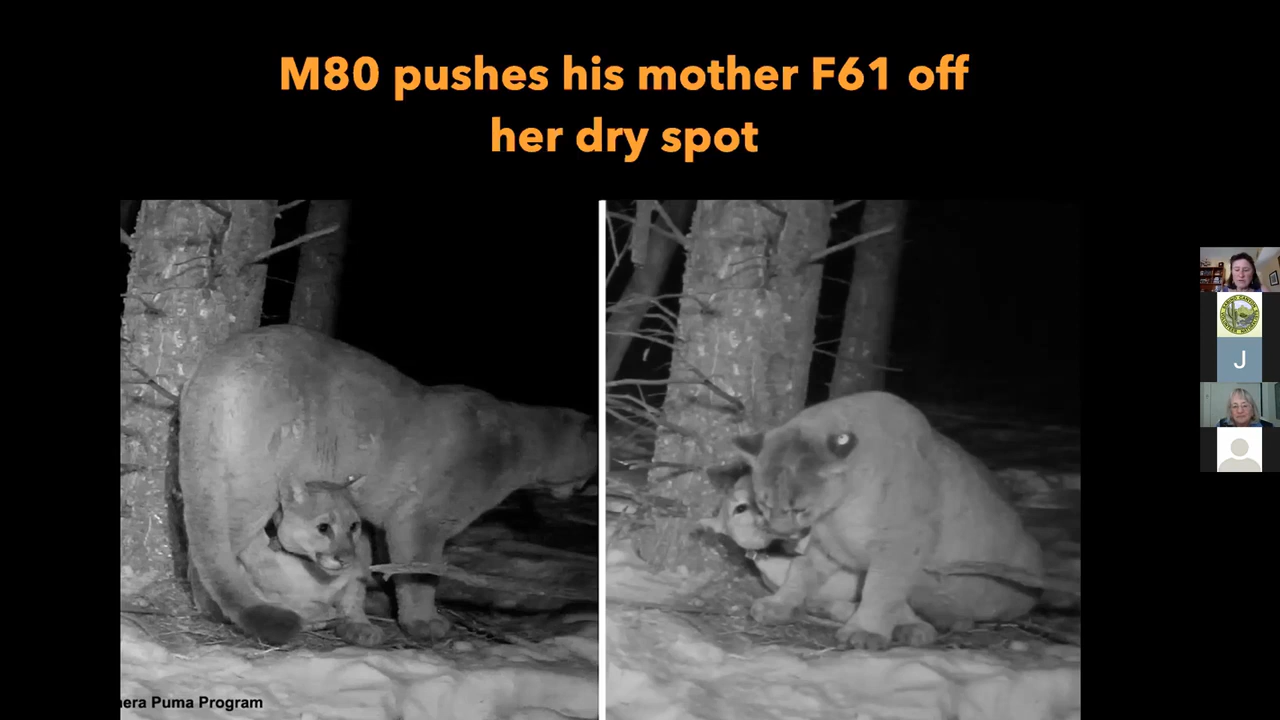 M80 pushes his mother F61 off
her dry spot
J
era Puma Program